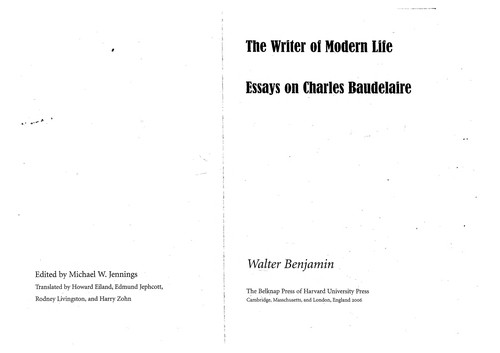 Edited by Michael W. Jennings
Translated by Howard Eiland, Edmund Jephcott,
Rodney Livingston, and Harry Zohn
The Writer of Modern Life
Essays on Charles Baudelaire
Walter Benjamin
The Belknap Press of Harvard University Press
Cambridge, Massachusetts, and London, England 2006